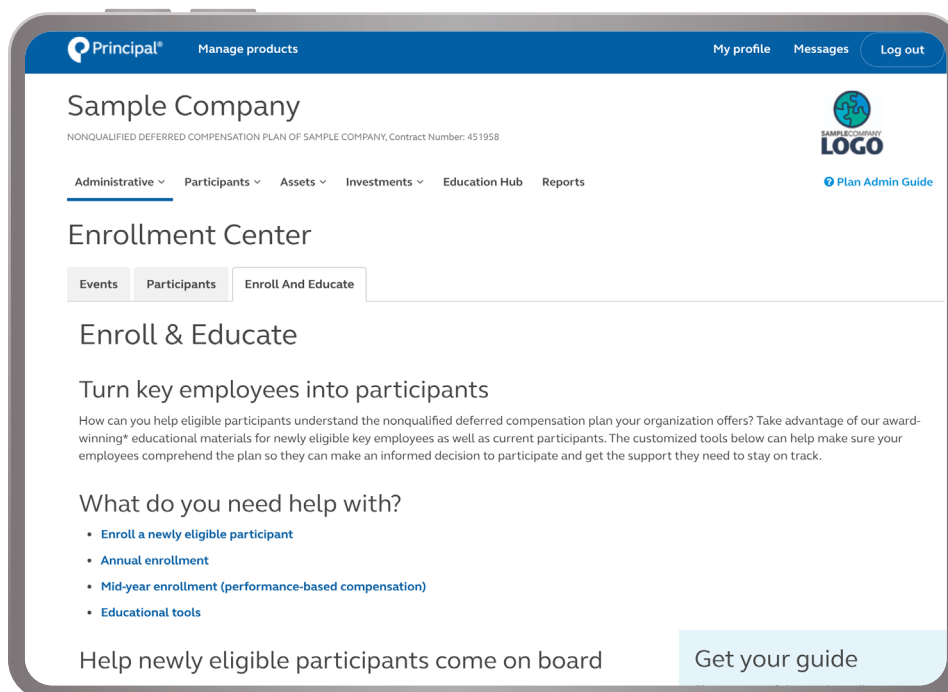 Principal® Manage products My profile Messages Log out
Sample Company
NONQUALIFIED DEFERRED COMPENSATION PLAN OF SAMPLE COMPANY, Contract Number: 451958
SAMPLECOMPANY
LOGO
Administrative Participants Assets Investments Education Hub Reports ? Plan Admin Guide
Enrollment Center
Events Participants Enroll And Educate
Enroll & Educate
Turn key employees into participants
How can you help eligible participants understand the nonqualified deferred compensation plan your organization offers? Take advantage of our award-
winning* educational materials for newly eligible key employees as well as current participants. The customized tools below can help make sure your
employees comprehend the plan so they can make an informed decision to participate and get the support they need to stay on track.
What do you need help with?
• Enroll a newly eligible participant
• Annual enrollment
• Mid-year enrollment (performance-based compensation)
• Educational tools
Help newly eligible participants come on board
Get your guide